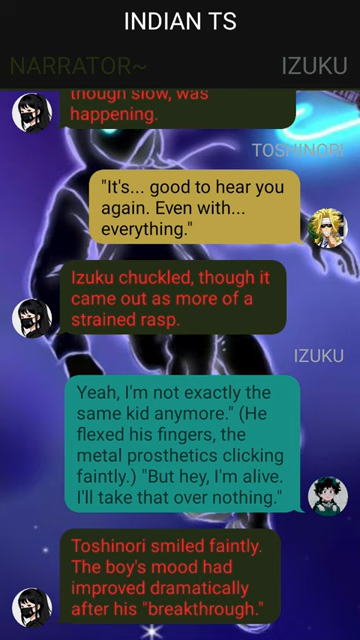 INDIAN TS
NARRATOR~ IZUKU
though slow, was
happening.
TOSHINORI
"It's... good to hear you
again. Even with...
everything."
Izuku chuckled, though it
came out as more of a
strained rasp.
IZUKU
Yeah, I'm not exactly the
same kid anymore." (He
flexed his fingers, the
metal prosthetics clicking
faintly.) "But hey, I'm alive.
I'll take that over nothing."
Toshinori smiled faintly.
The boy's mood had
improved dramatically
after his "breakthrough."